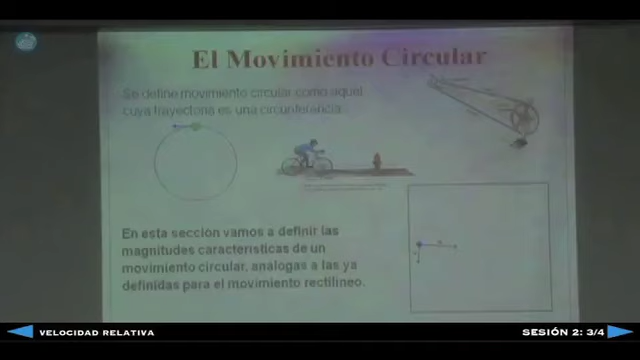 El Movimiento Circular
Se define movimiento circular como aquel
cuya trayectoria es una circunferencia.
En esta sección vamos a definir las
magnitudes características de un
movimiento circular, análogas a las ya
definidas para el movimiento rectilíneo.
VELOCIDAD RELATIVA
SESIÓN 2: 3/4